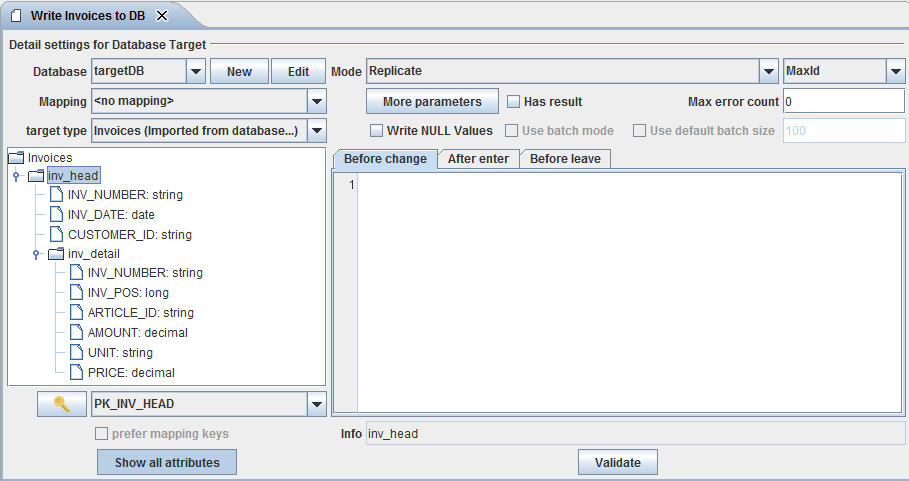 Write Invoices to DB
Detail settings for Database Target
Database targetDB New Edit Mode Replicate MaxId
Mapping <no mapping> More parameters Has result Max error count 0
target type Invoices (Imported from database...) Write NULL Values Use batch mode Use default batch size 100
Before change After enter Before leave
1
Invoices
inv_head
INV_NUMBER: string
INV_DATE: date
CUSTOMER_ID: string
inv_detail
INV_NUMBER: string
INV_POS: long
ARTICLE_ID: string
AMOUNT: decimal
UNIT: string
PRICE: decimal
PK_INV_HEAD
prefer mapping keys Info inv_head
Show all attributes Validate